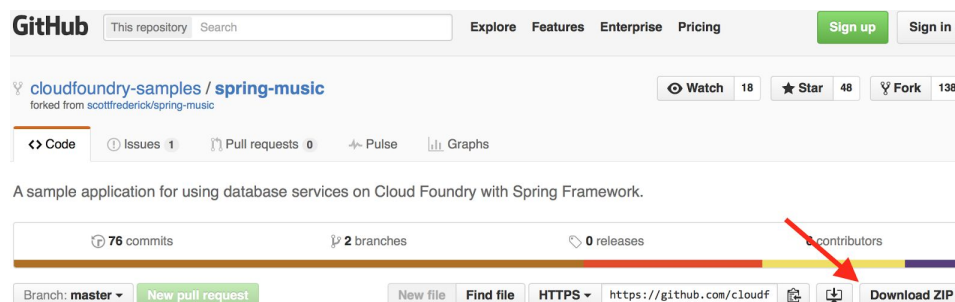 GitHub This repository Search Explore Features Enterprise Pricing Sign up Sign in
cloudfoundry-samples / spring-music Watch 18 Star 48 Fork 138
forked from scottfrederick/spring-music
<> Code Issues 1 Pull requests 0 Pulse Graphs
A sample application for using database services on Cloud Foundry with Spring Framework.
76 commits 2 branches 0 releases contributors
Branch: master New pull request New file Find file HTTPS https://github.com/cloudf Download ZIP